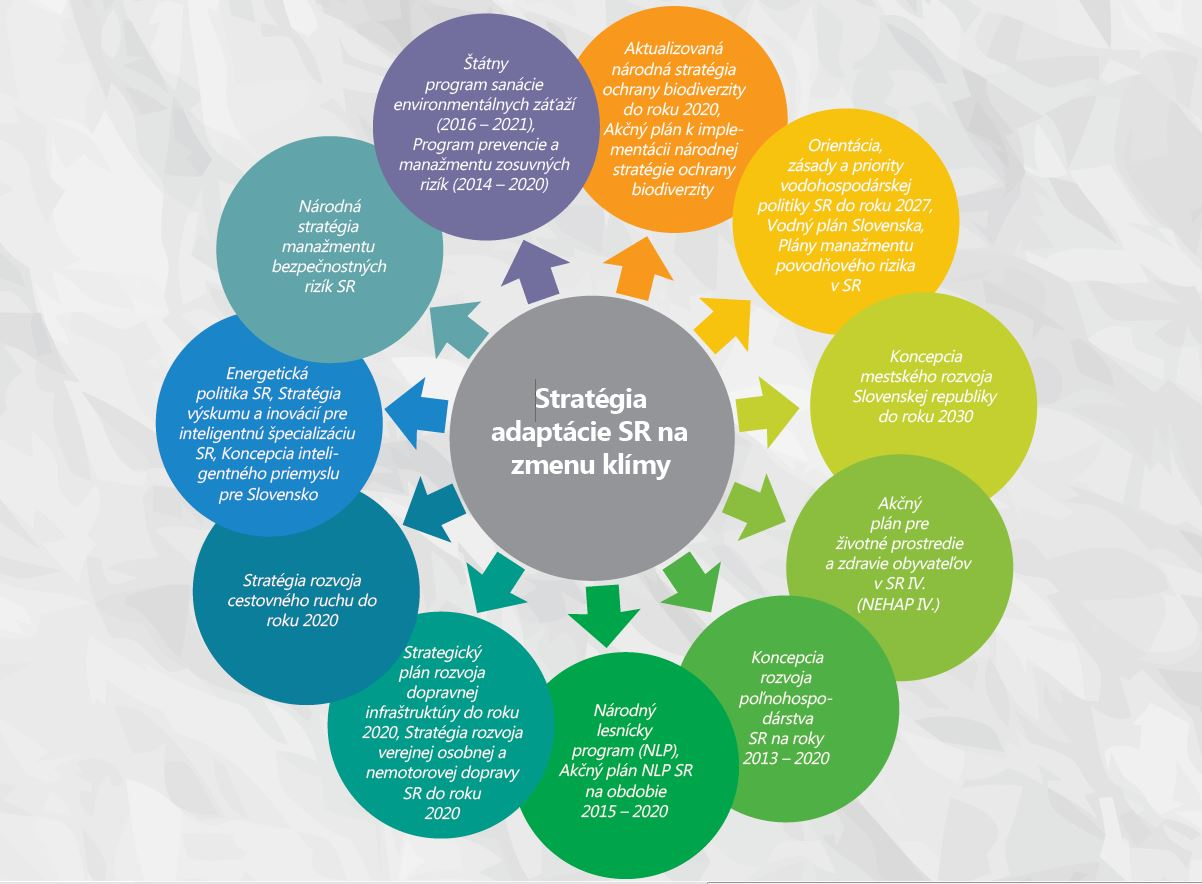 Stratégia
adaptácie SR na
zmenu klímy
Štátny
program sanácie
environmentálnych záťaží
(2016 – 2021),
Program prevencie a
manažmentu zosuvných
rizík (2014 – 2020)
Aktualizovaná
národná stratégia
ochrany biodiverzity
do roku 2020,
Akčný plán k imple-
mentácii národnej
stratégie ochrany
biodiverzity
Orientácia,
zásady a priority
vodohospodárskej
politiky SR do roku 2027,
Vodný plán Slovenska,
Plány manažmentu
povodňového rizika
v SR
Koncepcia
mestského rozvoja
Slovenskej republiky
do roku 2030
Akčný
plán pre
životné prostredie
a zdravie obyvateľov
v SR IV.
(NEHAP IV.)
Koncepcia
rozvoja
poľnohospo-
dárstva
SR na roky
2013 – 2020
Národný
lesnícky
program (NLP),
Akčný plán NLP SR
na obdobie
2015 – 2020
Strategický
plán rozvoja
dopravnej
infraštruktúry do roku
2020, Stratégia rozvoja
verejnej osobnej a
nemotorovej dopravy
SR do roku
2020
Stratégia rozvoja
cestovného ruchu do
roku 2020
Energetická
politika SR, Stratégia
výskumu a inovácií pre
inteligentnú špecializáciu
SR, Koncepcia inteli-
gentného priemyslu
pre Slovensko
Národná
stratégia
manažmentu
bezpečnostných
rizík SR